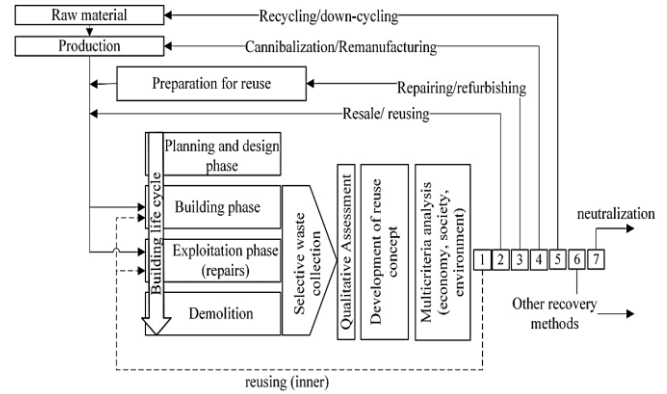 Raw material
Recycling/down-cycling
Production
Cannibalization/Remanufacturing
Preparation for reuse
Repairing/refurbishing
Resale/ reusing
Building life cycle
Planning and design
phase
Building phase
Exploitation phase
(repairs)
Demolition
Selective waste
collection
Qualitative Assessment
Development of reuse
concept
Multicriteria analysis
(economy, society,
environment)
1 2 3 4 5 6 7
neutralization
Other recovery
methods
reusing (inner)